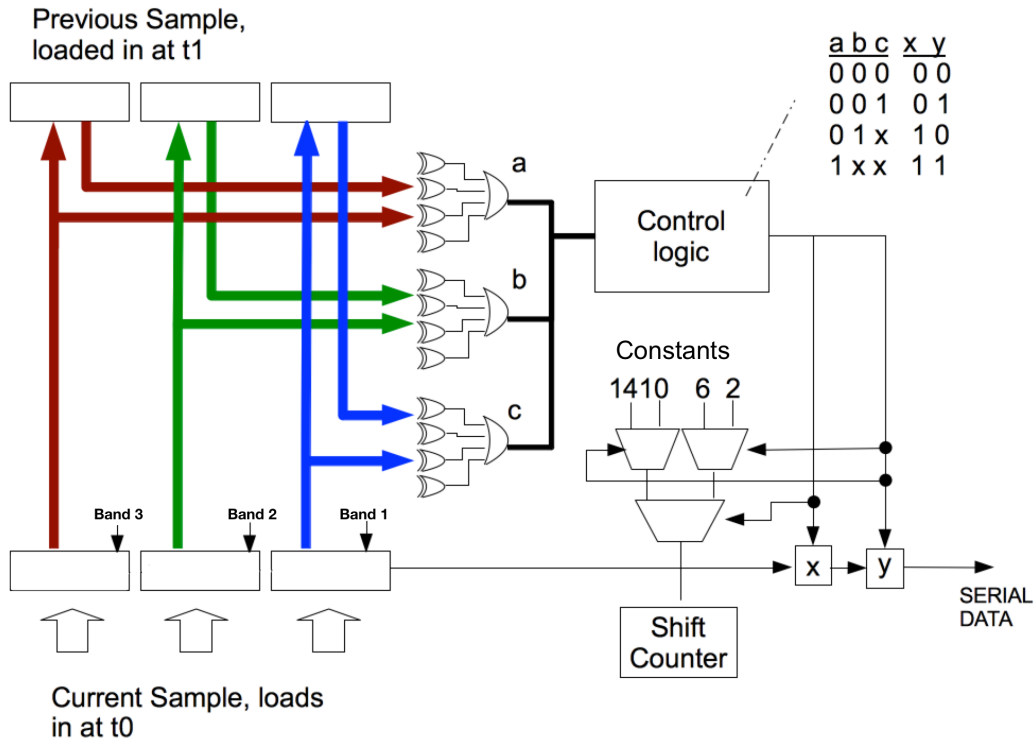 Previous Sample,
loaded in at t1
a b c x y
0 0 0 0 0
0 0 1 0 1
0 1 x 1 0
1 x x 1 1
a
Control
logic
b
Constants
14 10 6 2
c
Band 3 Band 2 Band 1
x y
SERIAL
DATA
Shift
Counter
Current Sample, loads
in at t0